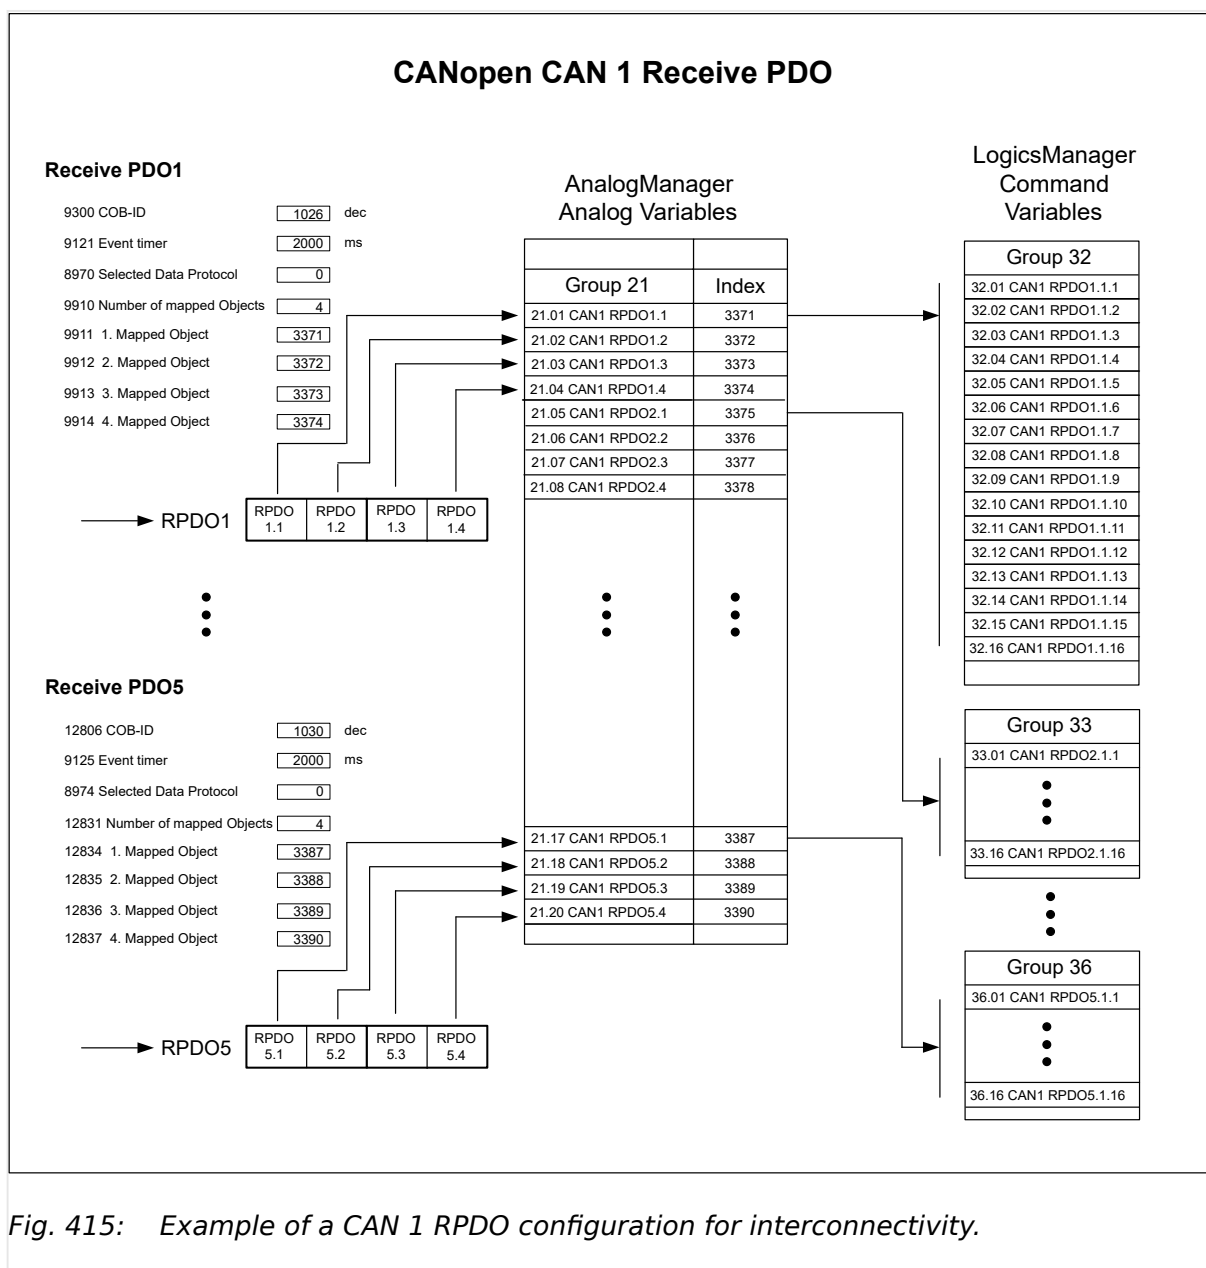 CANopen CAN 1 Receive PDO
Receive PDO1
9300 COB-ID 1026 dec
9121 Event timer 2000 ms
8970 Selected Data Protocol 0
9910 Number of mapped Objects 4
9911 1. Mapped Object 3371
9912 2. Mapped Object 3372
9913 3. Mapped Object 3373
9914 4. Mapped Object 3374
RPDO1
RPDO 1.1
RPDO 1.2
RPDO 1.3
RPDO 1.4
Receive PDO5
12806 COB-ID 1030 dec
9125 Event timer 2000 ms
8974 Selected Data Protocol 0
12831 Number of mapped Objects 4
12834 1. Mapped Object 3387
12835 2. Mapped Object 3388
12836 3. Mapped Object 3389
12837 4. Mapped Object 3390
RPDO5
RPDO 5.1
RPDO 5.2
RPDO 5.3
RPDO 5.4
AnalogManager
Analog Variables
Group 21 Index
21.01 CAN1 RPDO1.1 3371
21.02 CAN1 RPDO1.2 3372
21.03 CAN1 RPDO1.3 3373
21.04 CAN1 RPDO1.4 3374
21.05 CAN1 RPDO2.1 3375
21.06 CAN1 RPDO2.2 3376
21.07 CAN1 RPDO2.3 3377
21.08 CAN1 RPDO2.4 3378
21.17 CAN1 RPDO5.1 3387
21.18 CAN1 RPDO5.2 3388
21.19 CAN1 RPDO5.3 3389
21.20 CAN1 RPDO5.4 3390
LogicsManager
Command
Variables
Group 32
32.01 CAN1 RPDO1.1.1
32.02 CAN1 RPDO1.1.2
32.03 CAN1 RPDO1.1.3
32.04 CAN1 RPDO1.1.4
32.05 CAN1 RPDO1.1.5
32.06 CAN1 RPDO1.1.6
32.07 CAN1 RPDO1.1.7
32.08 CAN1 RPDO1.1.8
32.09 CAN1 RPDO1.1.9
32.10 CAN1 RPDO1.1.10
32.11 CAN1 RPDO1.1.11
32.12 CAN1 RPDO1.1.12
32.13 CAN1 RPDO1.1.13
32.14 CAN1 RPDO1.1.14
32.15 CAN1 RPDO1.1.15
32.16 CAN1 RPDO1.1.16
Group 33
33.01 CAN1 RPDO2.1.1
33.16 CAN1 RPDO2.1.16
Group 36
36.01 CAN1 RPDO5.1.1
36.16 CAN1 RPDO5.1.16
Fig. 415: Example of a CAN 1 RPDO configuration for interconnectivity.